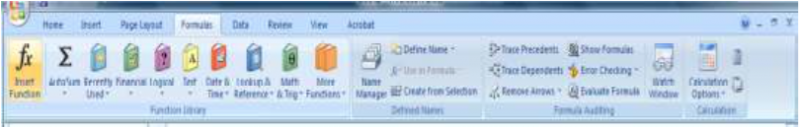 Home Insert Page Layout Formulas Data Review View Acrobat
fx Insert Function
Σ AutoSum
Recently Used
Financial
Logical
A Text
Date & Time
Lookup & Reference
θ Math & Trig
More Functions
Function Library
Name Manager
Define Name
Use in Formula
Create from Selection
Defined Names
Trace Precedents
Trace Dependents
Remove Arrows
Show Formulas
Error Checking
Evaluate Formula
Watch Window
Formula Auditing
Calculation Options
Calculation